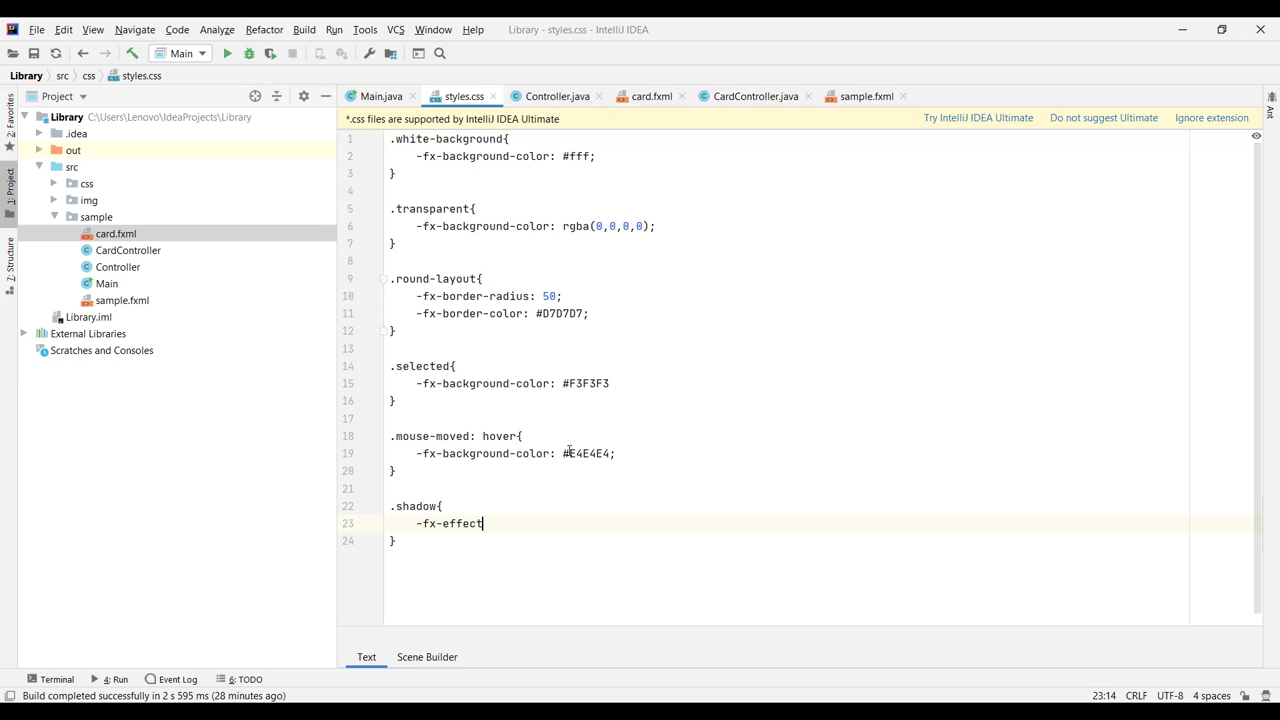 File Edit View Navigate Code Analyze Refactor Build Run Tools VCS Window Help Library - styles.css - IntelliJ IDEA
Main
Library src css styles.css
Project
Main.java styles.css Controller.java card.fxml CardController.java sample.fxml
*.css files are supported by IntelliJ IDEA Ultimate Try IntelliJ IDEA Ultimate Do not suggest Ultimate Ignore extension
Library C:\Users\Lenovo\IdeaProjects\Library
.idea
out
src
css
img
sample
card.fxml
CardController
Controller
Main
sample.fxml
Library.iml
External Libraries
Scratches and Consoles
2: Favorites
1: Project
7: Structure
Ant
1 .white-background{
2 -fx-background-color: #fff;
3 }
4
5 .transparent{
6 -fx-background-color: rgba(0,0,0,0);
7 }
8
9 .round-layout{
10 -fx-border-radius: 50;
11 -fx-border-color: #D7D7D7;
12 }
13
14 .selected{
15 -fx-background-color: #F3F3F3
16 }
17
18 .mouse-moved: hover{
19 -fx-background-color: #E4E4E4;
20 }
21
22 .shadow{
23 -fx-effect
24 }
Text Scene Builder
Terminal 4: Run Event Log 6: TODO
Build completed successfully in 2 s 595 ms (28 minutes ago) 23:14 CRLF UTF-8 4 spaces